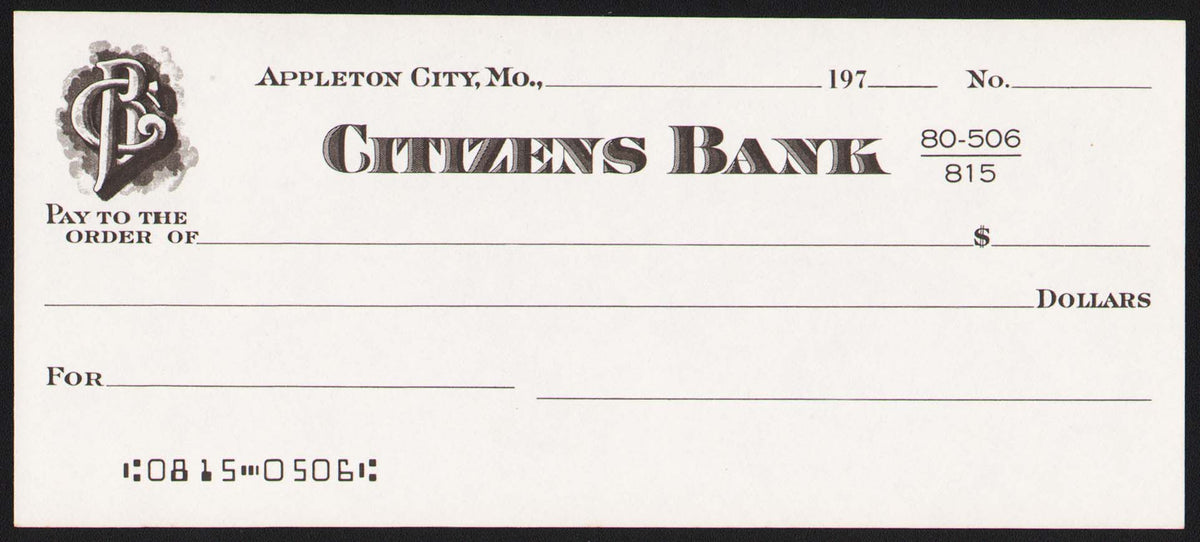 CB
APPLETON CITY, MO., 197 NO.
CITIZENS BANK
80-506
815
PAY TO THE
ORDER OF $
DOLLARS
FOR
⑆0815⑉0506⑆